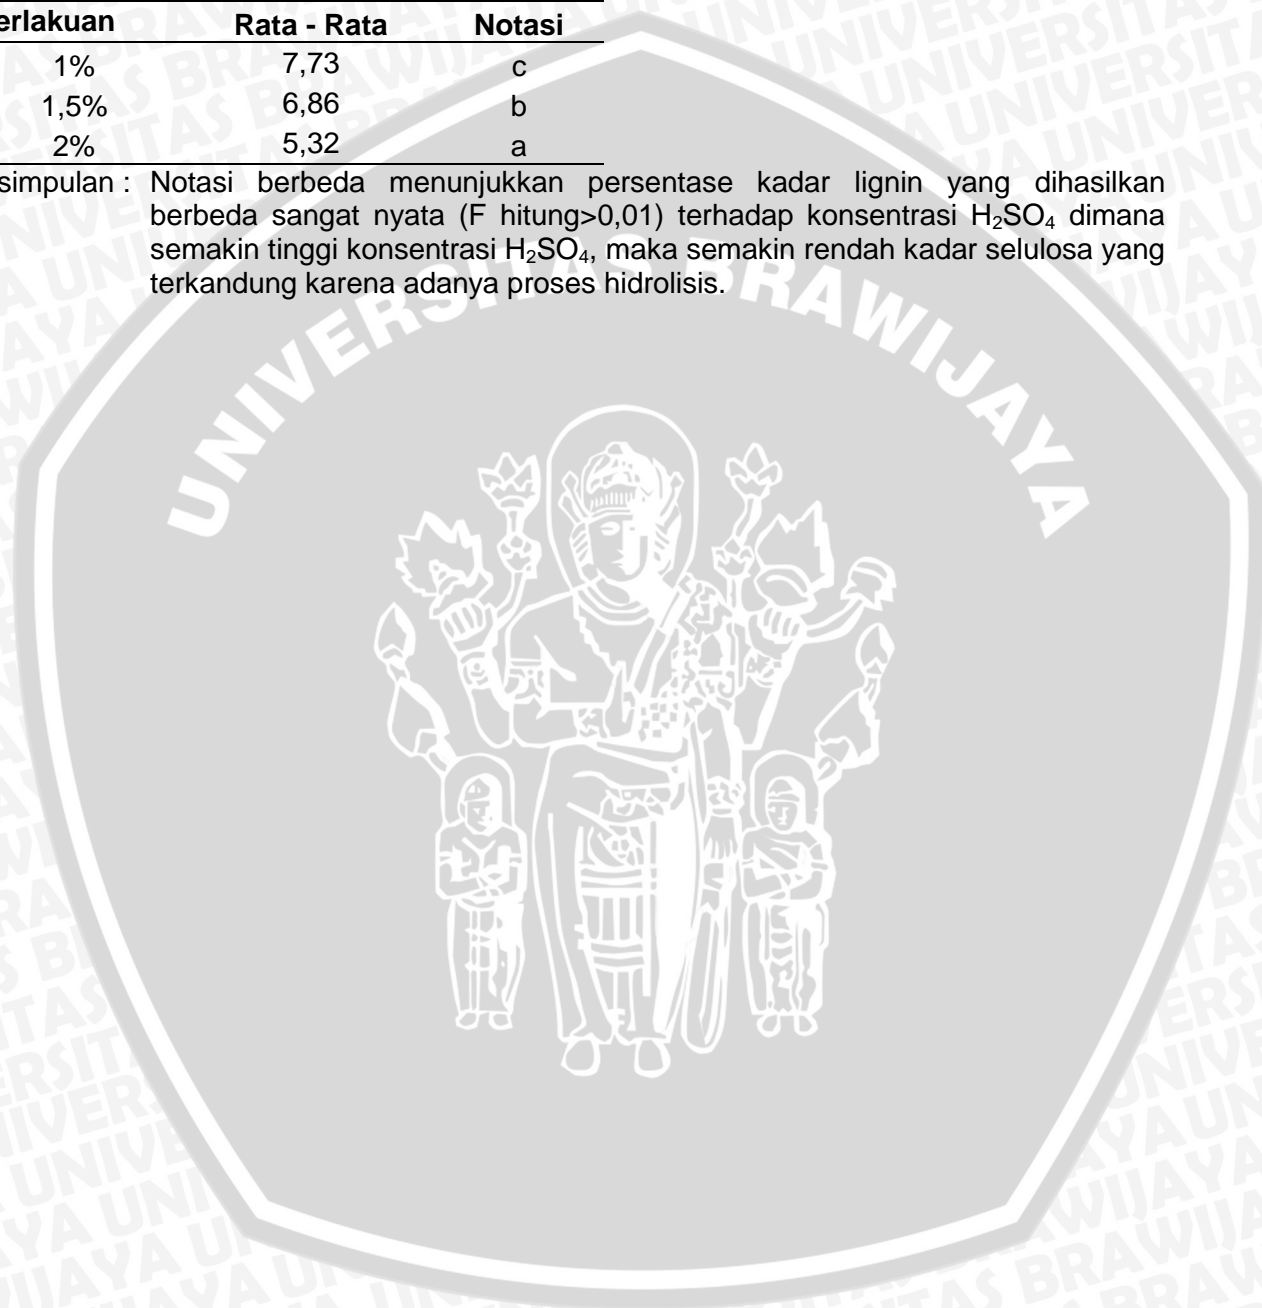 erlakuan Rata - Rata Notasi
1% 7,73 c
1,5% 6,86 b
2% 5,32 a
simpulan : Notasi berbeda menunjukkan persentase kadar lignin yang dihasilkan
berbeda sangat nyata (F hitung>0,01) terhadap konsentrasi H₂SO₄ dimana
semakin tinggi konsentrasi H₂SO₄, maka semakin rendah kadar selulosa yang
terkandung karena adanya proses hidrolisis.
UNIVERSITAS BRAWIJAYA